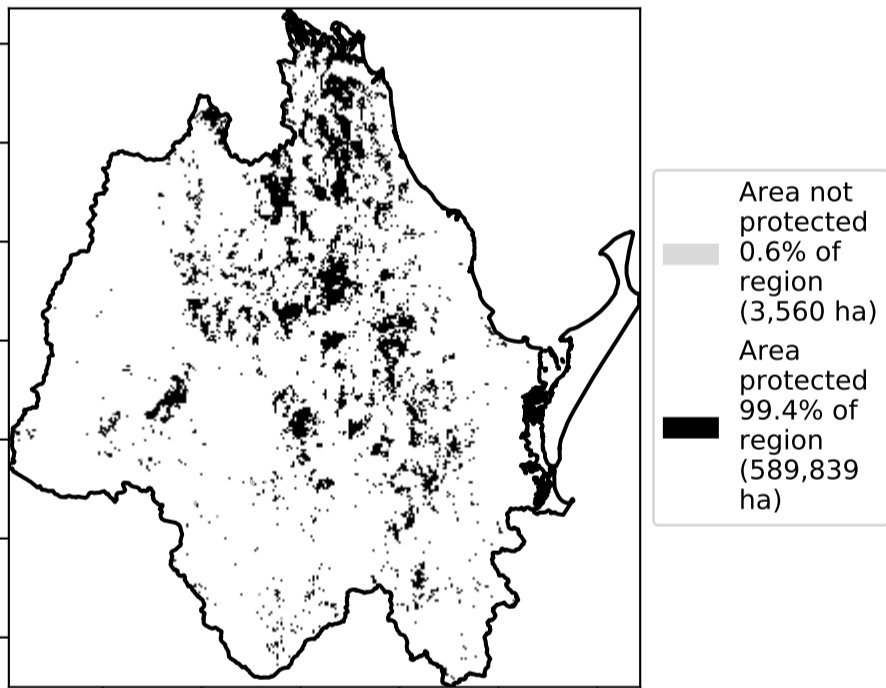 Area not
protected
0.6% of
region
(3,560 ha)
Area
protected
99.4% of
region
(589,839
ha)